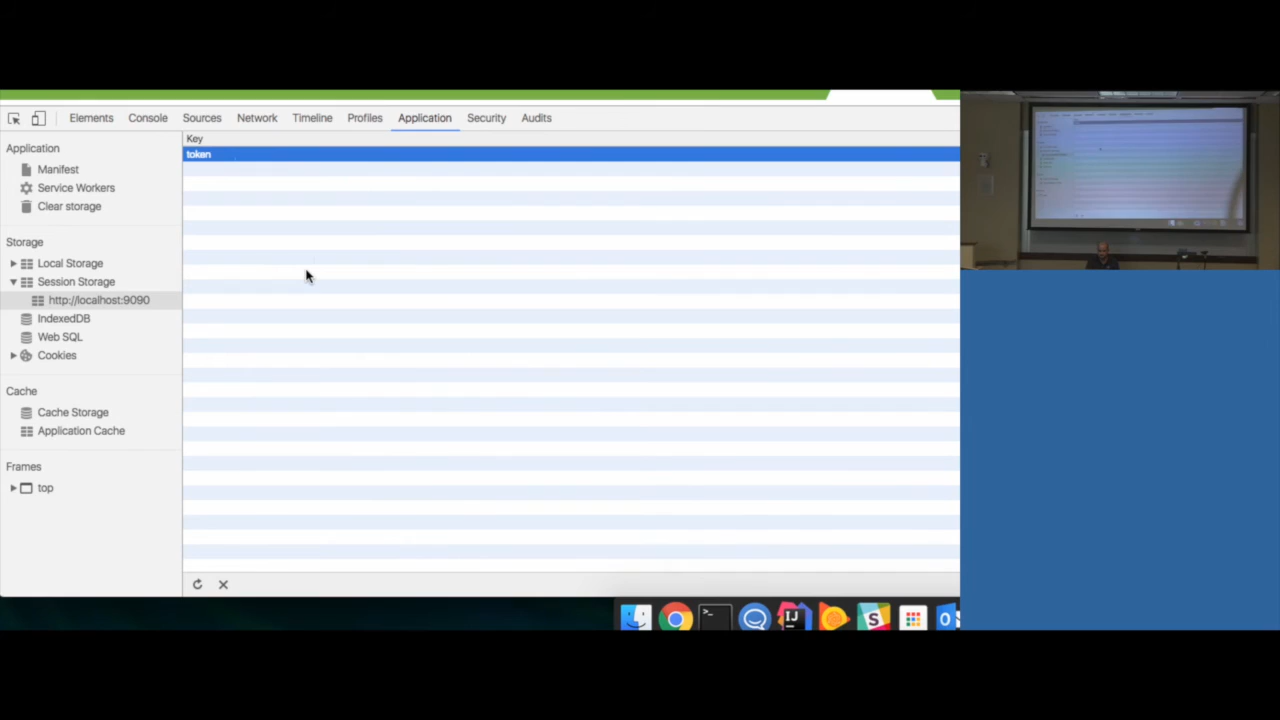 Elements Console Sources Network Timeline Profiles Application Security Audits
Application
Manifest
Service Workers
Clear storage
Storage
Local Storage
Session Storage
http://localhost:9090
IndexedDB
Web SQL
Cookies
Cache
Cache Storage
Application Cache
Frames
top
Key
token
>_
IJ
S
O